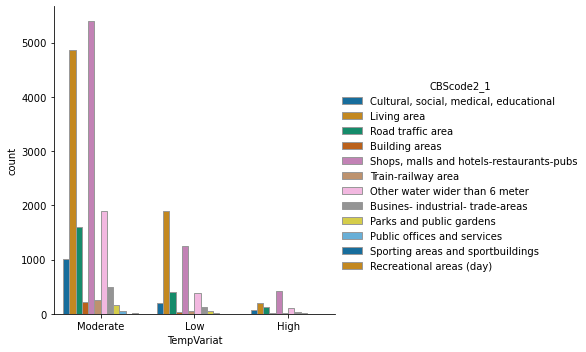 5000
4000
3000
2000
1000
0
count
Moderate Low High
TempVariat
CBScode2_1
Cultural, social, medical, educational
Living area
Road traffic area
Building areas
Shops, malls and hotels-restaurants-pubs
Train-railway area
Other water wider than 6 meter
Busines- industrial- trade-areas
Parks and public gardens
Public offices and services
Sporting areas and sportbuildings
Recreational areas (day)